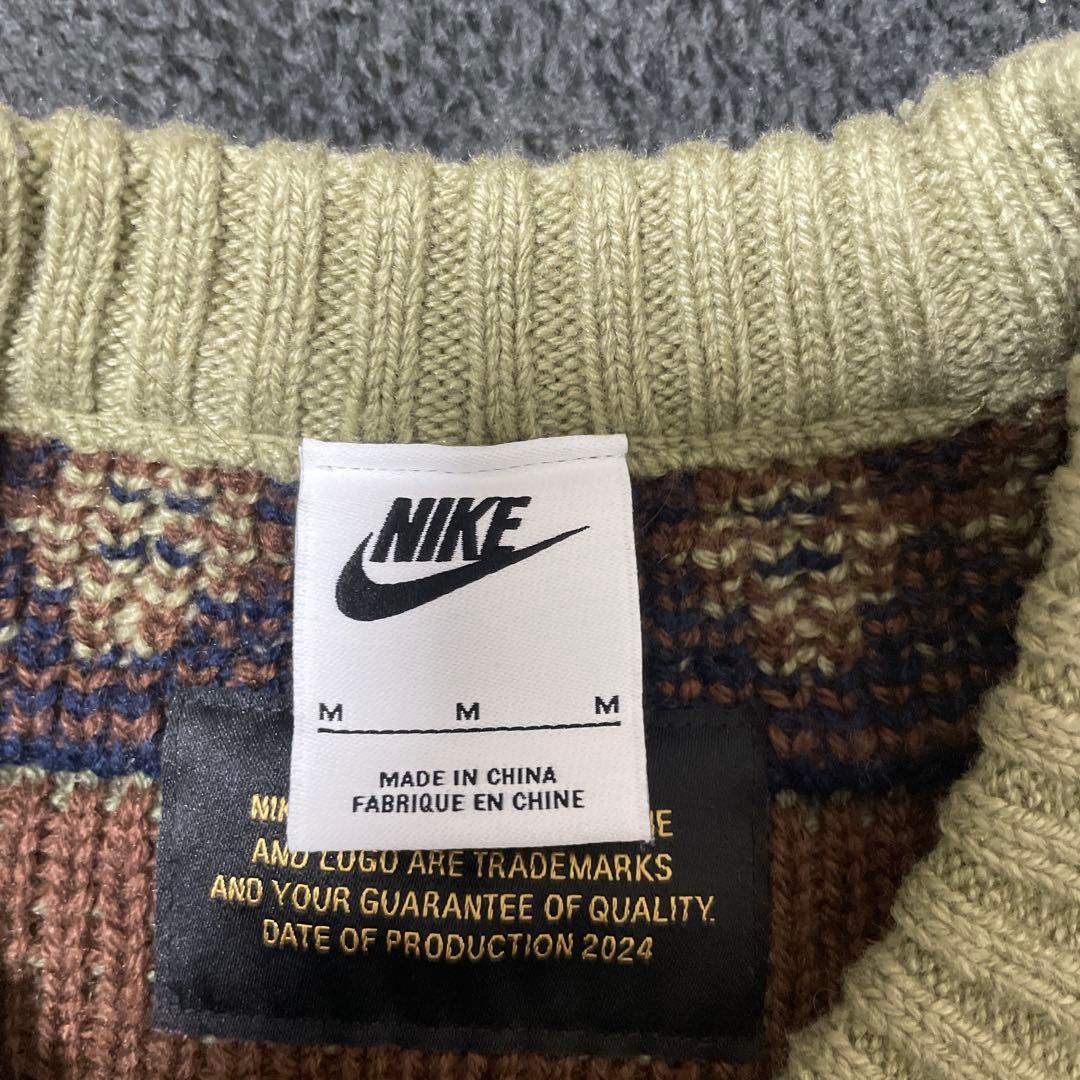 NIKE
M M M
MADE IN CHINA
FABRIQUE EN CHINE
AND LOGO ARE TRADEMARKS
AND YOUR GUARANTEE OF QUALITY.
DATE OF PRODUCTION 2024